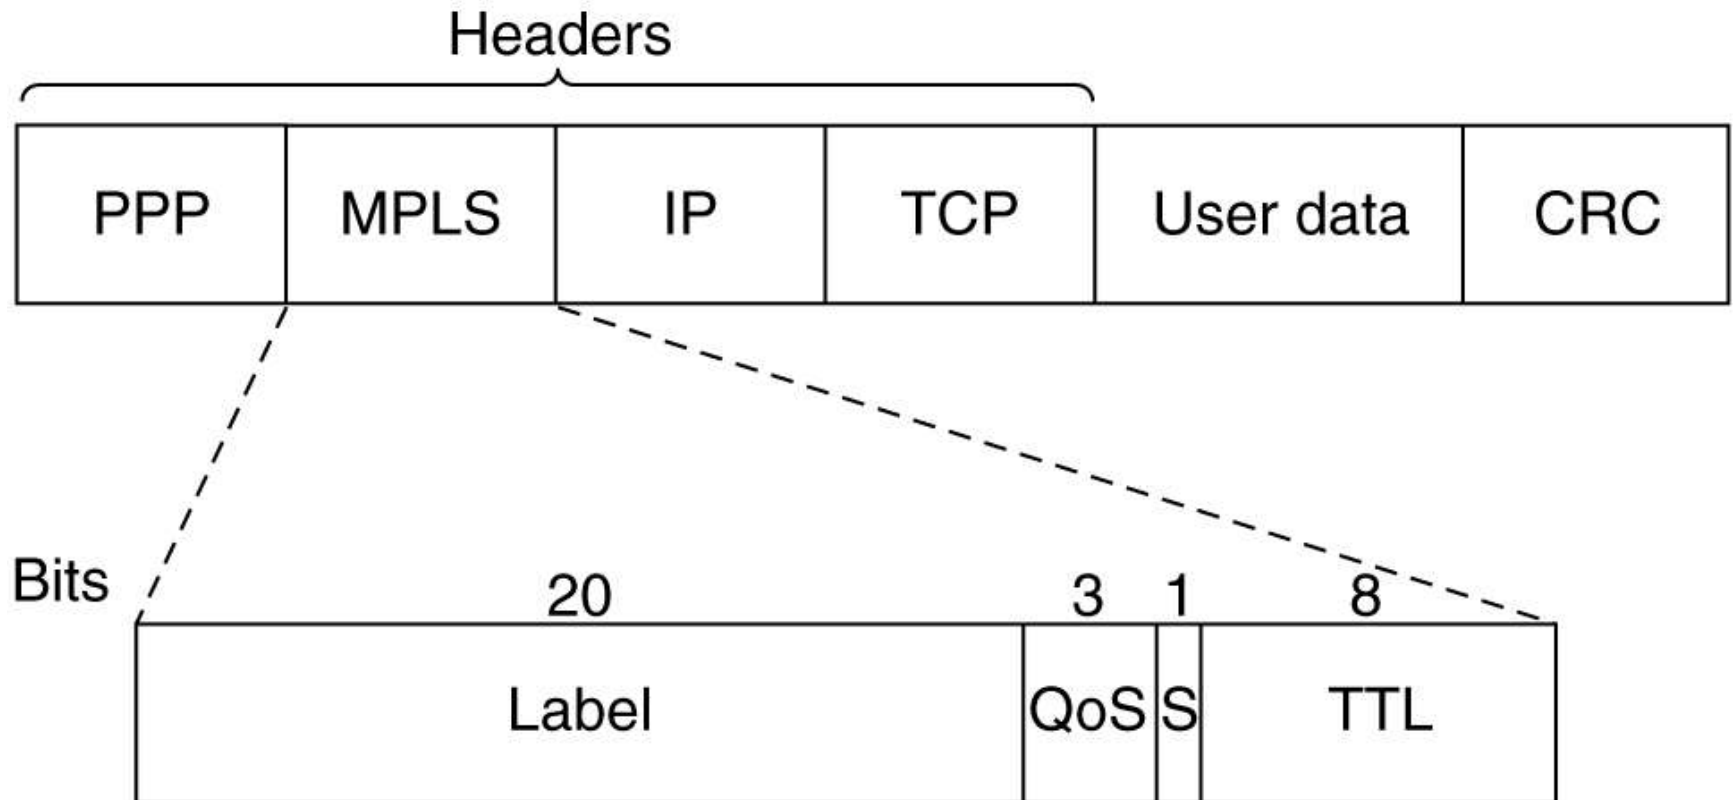 Headers
PPP MPLS IP TCP User data CRC
Bits 20 3 1 8
Label QoS S TTL